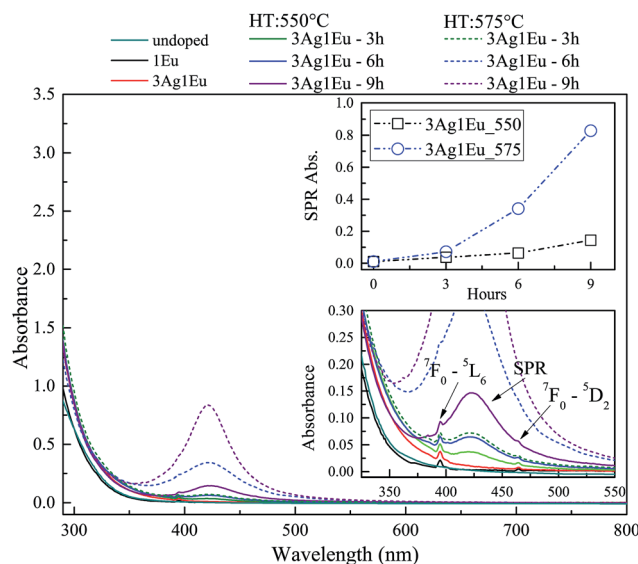 HT:550°C HT:575°C
undoped 3Ag1Eu - 3h 3Ag1Eu - 3h
1Eu 3Ag1Eu - 6h 3Ag1Eu - 6h
3Ag1Eu 3Ag1Eu - 9h 3Ag1Eu - 9h
3.5
3.0
2.5
2.0
1.5
1.0
0.5
0.0
Absorbance
300 400 500 600 700 800
Wavelength (nm)
1.0
0.8
0.6
0.4
0.2
0.0
SPR Abs.
3Ag1Eu_550
3Ag1Eu_575
0 3 6 9
Hours
0.30
0.25
0.20
0.15
0.10
0.05
0.00
Absorbance
⁷F₀ - ⁵L₆
SPR
⁷F₀ - ⁵D₂
350 400 450 500 550